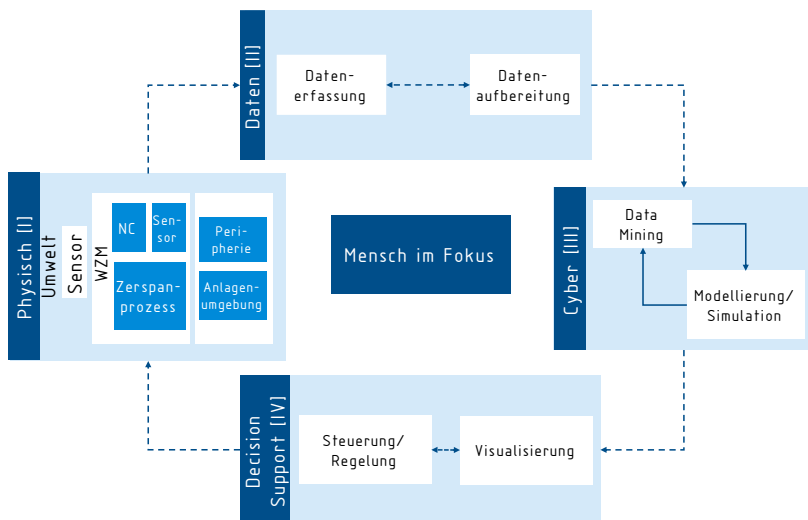 Daten [II]
Daten-
erfassung
Daten-
aufbereitung
Physisch [I]
Umwelt
Sensor
WZM
NC
Sen-
sor
Zerspan-
prozess
Peri-
pherie
Anlagen-
umgebung
Mensch im Fokus
Cyber [III]
Data
Mining
Modellierung/
Simulation
Decision
Support [IV]
Steuerung/
Regelung
Visualisierung